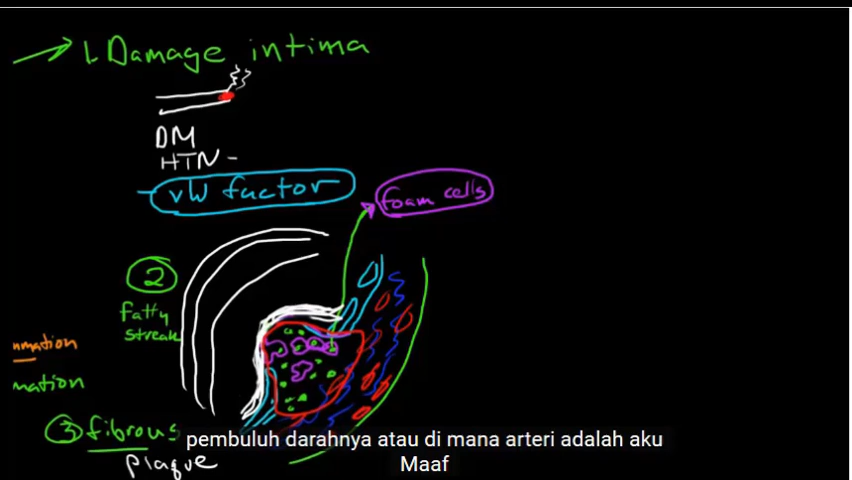 1. Damage intima
DM
HTN -
vW factor
foam cells
2
fatty
streak
mation
3 fibrous
plaque
pembuluh darahnya atau di mana arteri adalah aku
Maaf